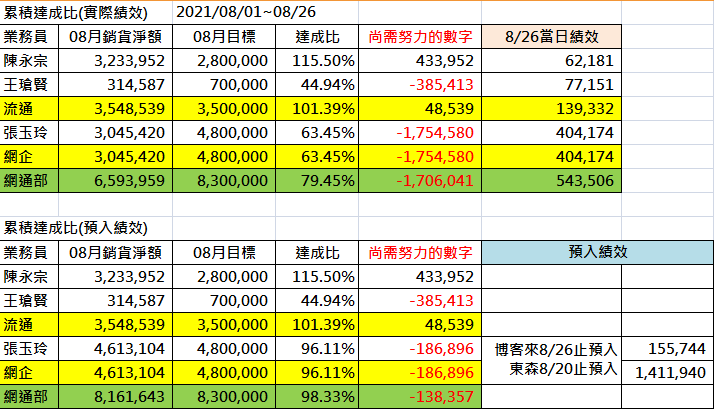 累積達成比(實際績效) 2021/08/01~08/26
業務員 08月銷貨淨額 08月目標 達成比 尚需努力的數字 8/26當日績效
陳永宗 3,233,952 2,800,000 115.50% 433,952 62,181
王瑲賢 314,587 700,000 44.94% -385,413 77,151
流通 3,548,539 3,500,000 101.39% 48,539 139,332
張玉玲 3,045,420 4,800,000 63.45% -1,754,580 404,174
網企 3,045,420 4,800,000 63.45% -1,754,580 404,174
網通部 6,593,959 8,300,000 79.45% -1,706,041 543,506
累積達成比(預入績效)
業務員 08月銷貨淨額 08月目標 達成比 尚需努力的數字 預入績效
陳永宗 3,233,952 2,800,000 115.50% 433,952
王瑲賢 314,587 700,000 44.94% -385,413
流通 3,548,539 3,500,000 101.39% 48,539
張玉玲 4,613,104 4,800,000 96.11% -186,896 博客來8/26止預入 155,744
網企 4,613,104 4,800,000 96.11% -186,896 東森8/20止預入 1,411,940
網通部 8,161,643 8,300,000 98.33% -138,357